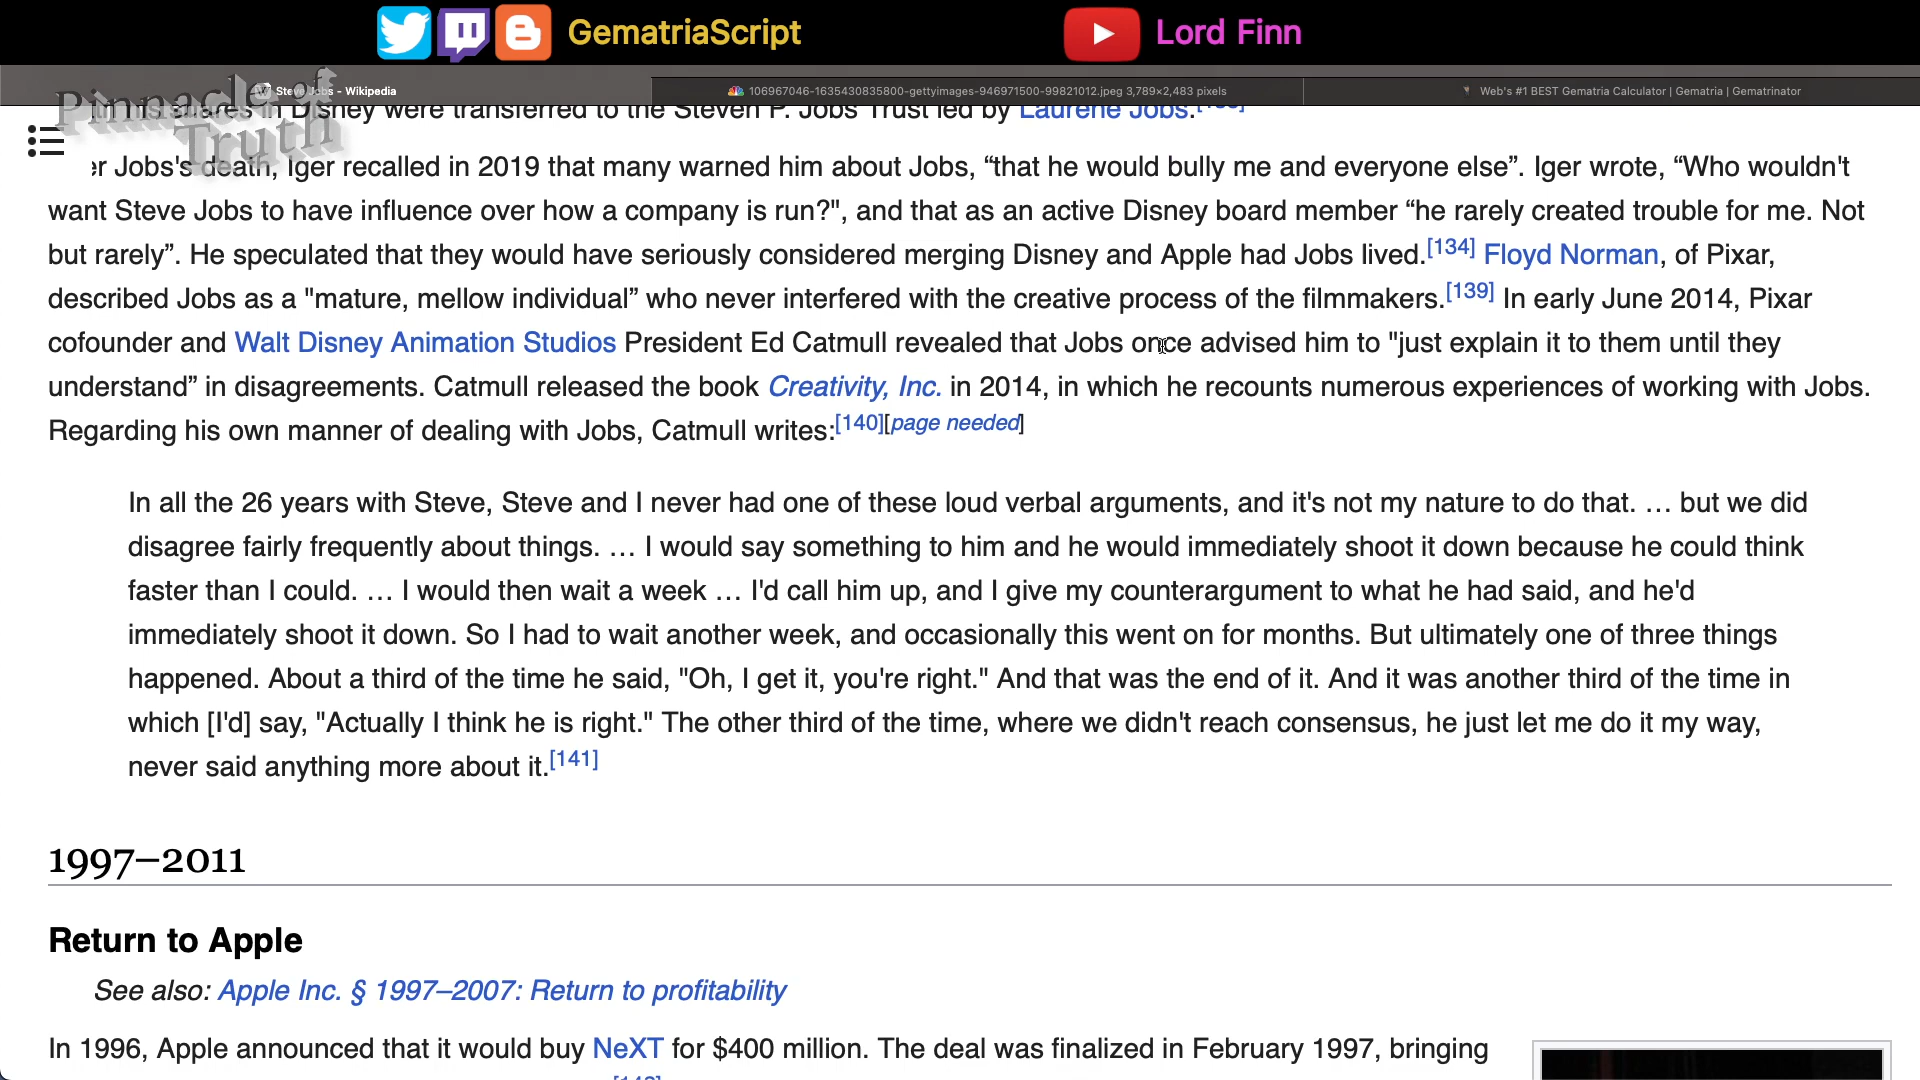 GematriaScript
Lord Finn
Steve Jobs - Wikipedia
106967046-1635430835800-gettyimages-946971500-99821012.jpeg 3,789×2,483 pixels
Web's #1 BEST Gematria Calculator | Gematria | Gematrinator
Pinnacle of
Truth
Disney were transferred to the Steven P. Jobs Trust led by Laurene Jobs.
er Jobs's death, Iger recalled in 2019 that many warned him about Jobs, “that he would bully me and everyone else”. Iger wrote, “Who wouldn't
want Steve Jobs to have influence over how a company is run?", and that as an active Disney board member “he rarely created trouble for me. Not
but rarely”. He speculated that they would have seriously considered merging Disney and Apple had Jobs lived.[134] Floyd Norman, of Pixar,
described Jobs as a "mature, mellow individual” who never interfered with the creative process of the filmmakers.[139] In early June 2014, Pixar
cofounder and Walt Disney Animation Studios President Ed Catmull revealed that Jobs once advised him to "just explain it to them until they
understand” in disagreements. Catmull released the book Creativity, Inc. in 2014, in which he recounts numerous experiences of working with Jobs.
Regarding his own manner of dealing with Jobs, Catmull writes:[140][page needed]
In all the 26 years with Steve, Steve and I never had one of these loud verbal arguments, and it's not my nature to do that. … but we did
disagree fairly frequently about things. … I would say something to him and he would immediately shoot it down because he could think
faster than I could. … I would then wait a week … I'd call him up, and I give my counterargument to what he had said, and he'd
immediately shoot it down. So I had to wait another week, and occasionally this went on for months. But ultimately one of three things
happened. About a third of the time he said, "Oh, I get it, you're right." And that was the end of it. And it was another third of the time in
which [I'd] say, "Actually I think he is right." The other third of the time, where we didn't reach consensus, he just let me do it my way,
never said anything more about it.[141]
1997–2011
Return to Apple
See also: Apple Inc. § 1997–2007: Return to profitability
In 1996, Apple announced that it would buy NeXT for $400 million. The deal was finalized in February 1997, bringing